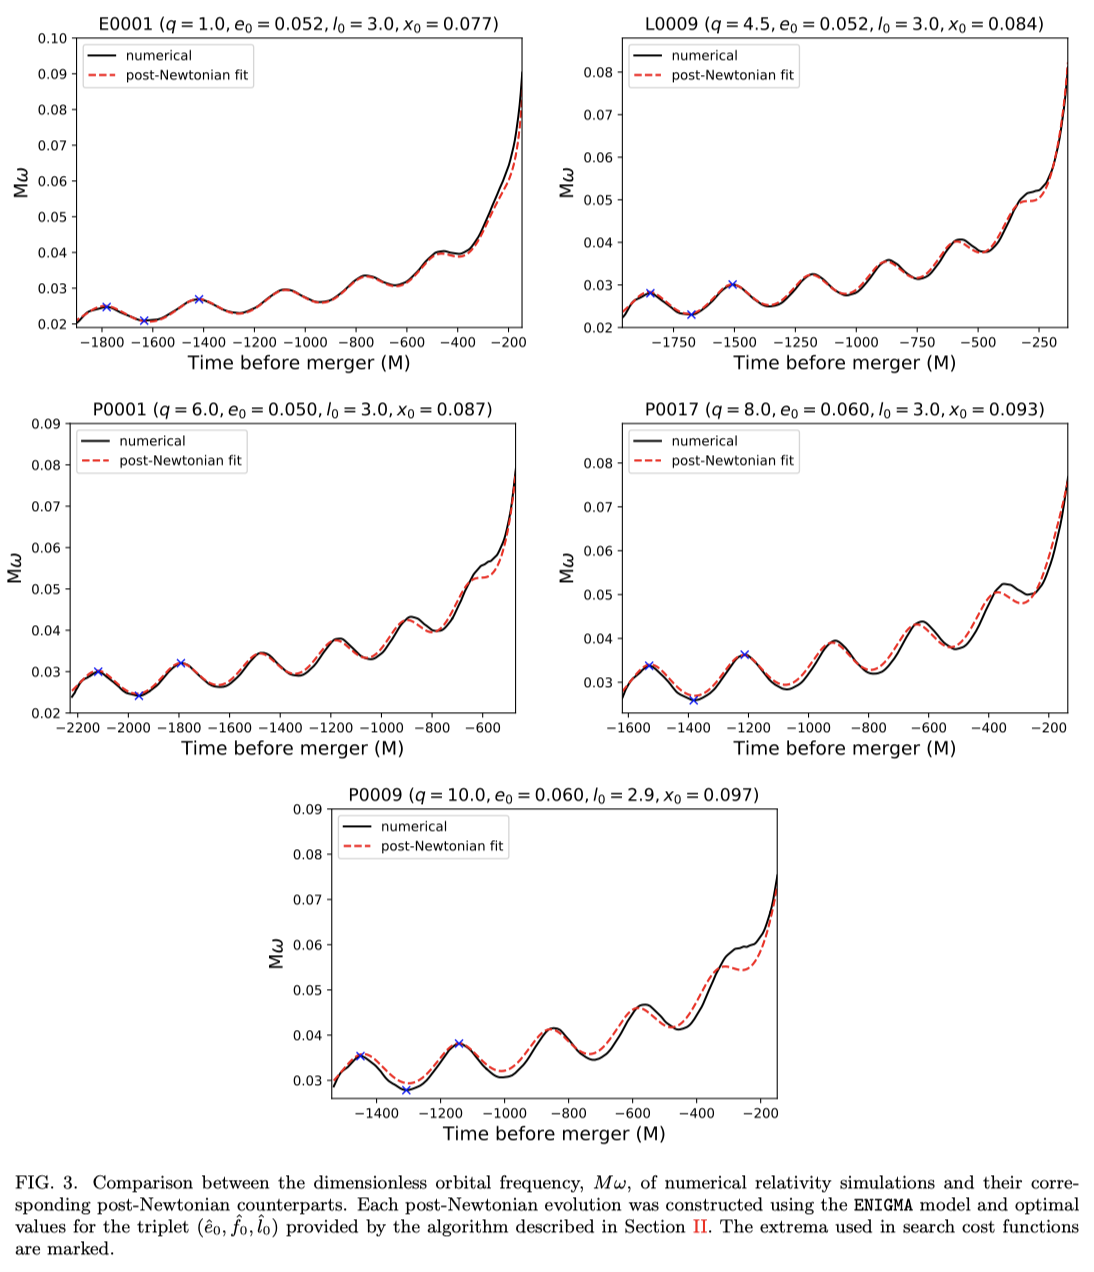 E0001 (q = 1.0, e₀ = 0.052, l₀ = 3.0, x₀ = 0.077)
numerical
post-Newtonian fit
0.10
0.09
0.08
0.07
0.06
0.05
0.04
0.03
0.02
Mω
−1800 −1600 −1400 −1200 −1000 −800 −600 −400 −200
Time before merger (M)
L0009 (q = 4.5, e₀ = 0.052, l₀ = 3.0, x₀ = 0.084)
numerical
post-Newtonian fit
0.08
0.07
0.06
0.05
0.04
0.03
0.02
Mω
−1750 −1500 −1250 −1000 −750 −500 −250
Time before merger (M)
P0001 (q = 6.0, e₀ = 0.050, l₀ = 3.0, x₀ = 0.087)
numerical
post-Newtonian fit
0.09
0.08
0.07
0.06
0.05
0.04
0.03
0.02
Mω
−2200 −2000 −1800 −1600 −1400 −1200 −1000 −800 −600
Time before merger (M)
P0017 (q = 8.0, e₀ = 0.060, l₀ = 3.0, x₀ = 0.093)
numerical
post-Newtonian fit
0.08
0.07
0.06
0.05
0.04
0.03
Mω
−1600 −1400 −1200 −1000 −800 −600 −400 −200
Time before merger (M)
P0009 (q = 10.0, e₀ = 0.060, l₀ = 2.9, x₀ = 0.097)
numerical
post-Newtonian fit
0.09
0.08
0.07
0.06
0.05
0.04
0.03
Mω
−1400 −1200 −1000 −800 −600 −400 −200
Time before merger (M)
FIG. 3. Comparison between the dimensionless orbital frequency, Mω, of numerical relativity simulations and their corre-
sponding post-Newtonian counterparts. Each post-Newtonian evolution was constructed using the ENIGMA model and optimal
values for the triplet (ê₀, f̂₀, l̂₀) provided by the algorithm described in Section II. The extrema used in search cost functions
are marked.